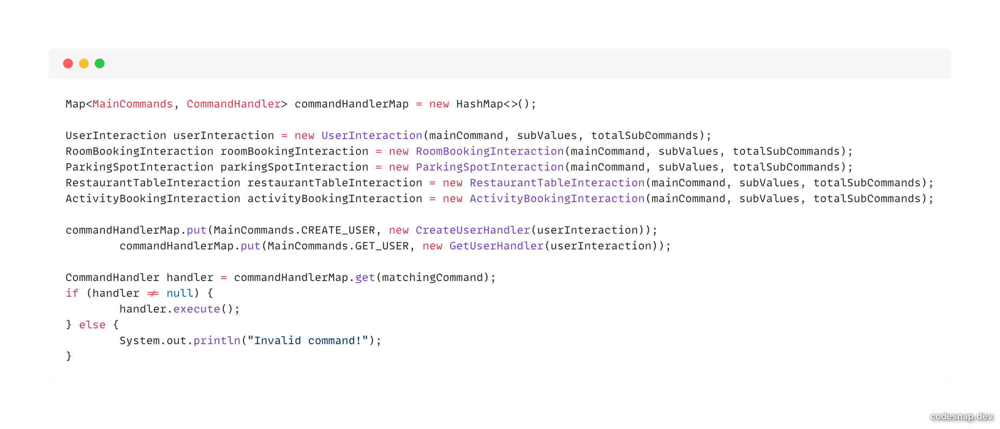 Map<MainCommands, CommandHandler> commandHandlerMap = new HashMap<>();
UserInteraction userInteraction = new UserInteraction(mainCommand, subValues, totalSubCommands);
RoomBookingInteraction roomBookingInteraction = new RoomBookingInteraction(mainCommand, subValues, totalSubCommands);
ParkingSpotInteraction parkingSpotInteraction = new ParkingSpotInteraction(mainCommand, subValues, totalSubCommands);
RestaurantTableInteraction restaurantTableInteraction = new RestaurantTableInteraction(mainCommand, subValues, totalSubCommands);
ActivityBookingInteraction activityBookingInteraction = new ActivityBookingInteraction(mainCommand, subValues, totalSubCommands);
commandHandlerMap.put(MainCommands.CREATE_USER, new CreateUserHandler(userInteraction));
        commandHandlerMap.put(MainCommands.GET_USER, new GetUserHandler(userInteraction));
CommandHandler handler = commandHandlerMap.get(matchingCommand);
if (handler != null) {
        handler.execute();
} else {
        System.out.println("Invalid command!");
}
codesnap.dev